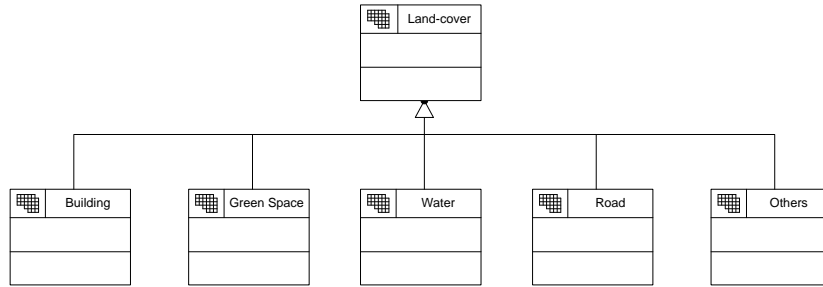 Land-cover
Building
Green Space
Water
Road
Others